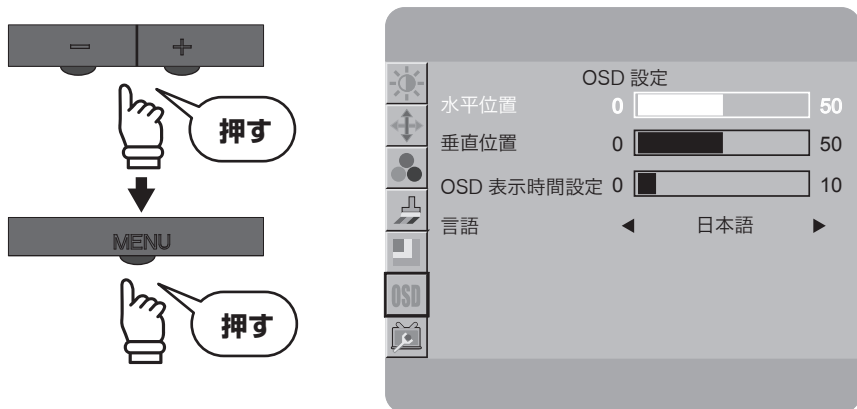 − +
押す
MENU
押す
OSD 設定
水平位置 0 50
垂直位置 0 50
OSD 表示時間設定 0 10
言語 ◀ 日本語 ▶
OSD